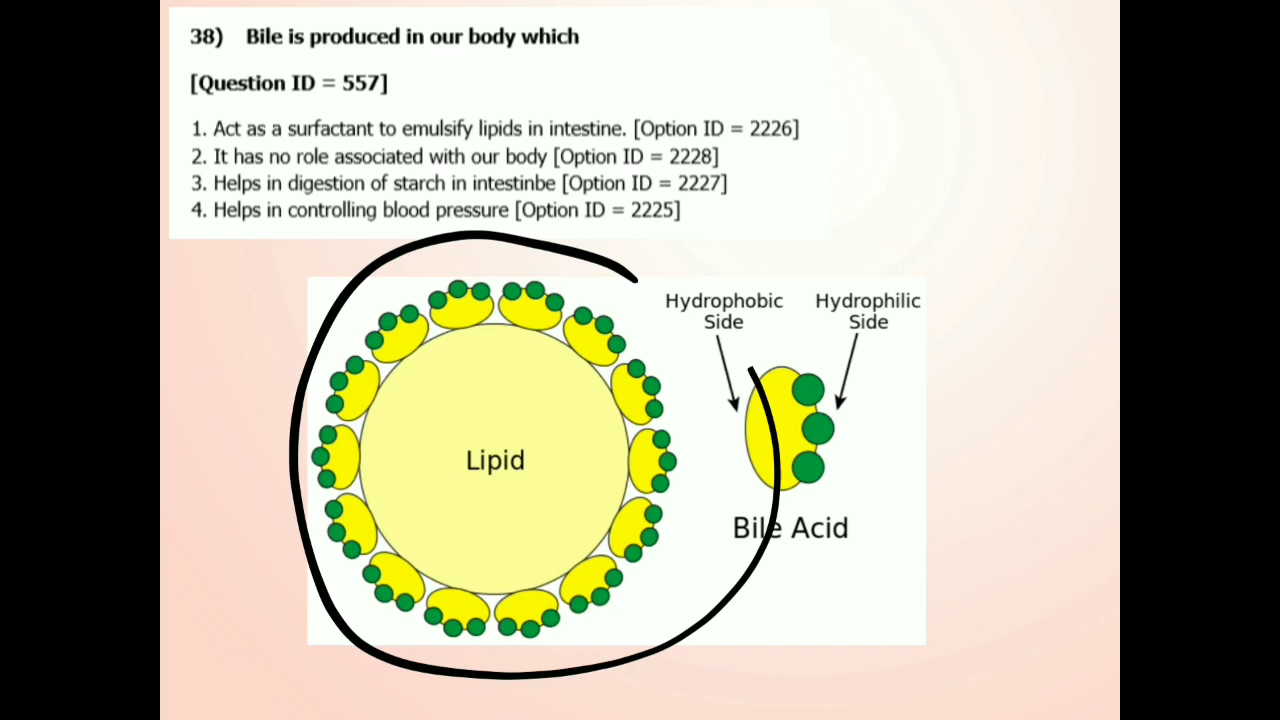 38) Bile is produced in our body which
[Question ID = 557]
1. Act as a surfactant to emulsify lipids in intestine. [Option ID = 2226]
2. It has no role associated with our body [Option ID = 2228]
3. Helps in digestion of starch in intestinbe [Option ID = 2227]
4. Helps in controlling blood pressure [Option ID = 2225]
Hydrophobic Side
Hydrophilic Side
Lipid
Bile Acid